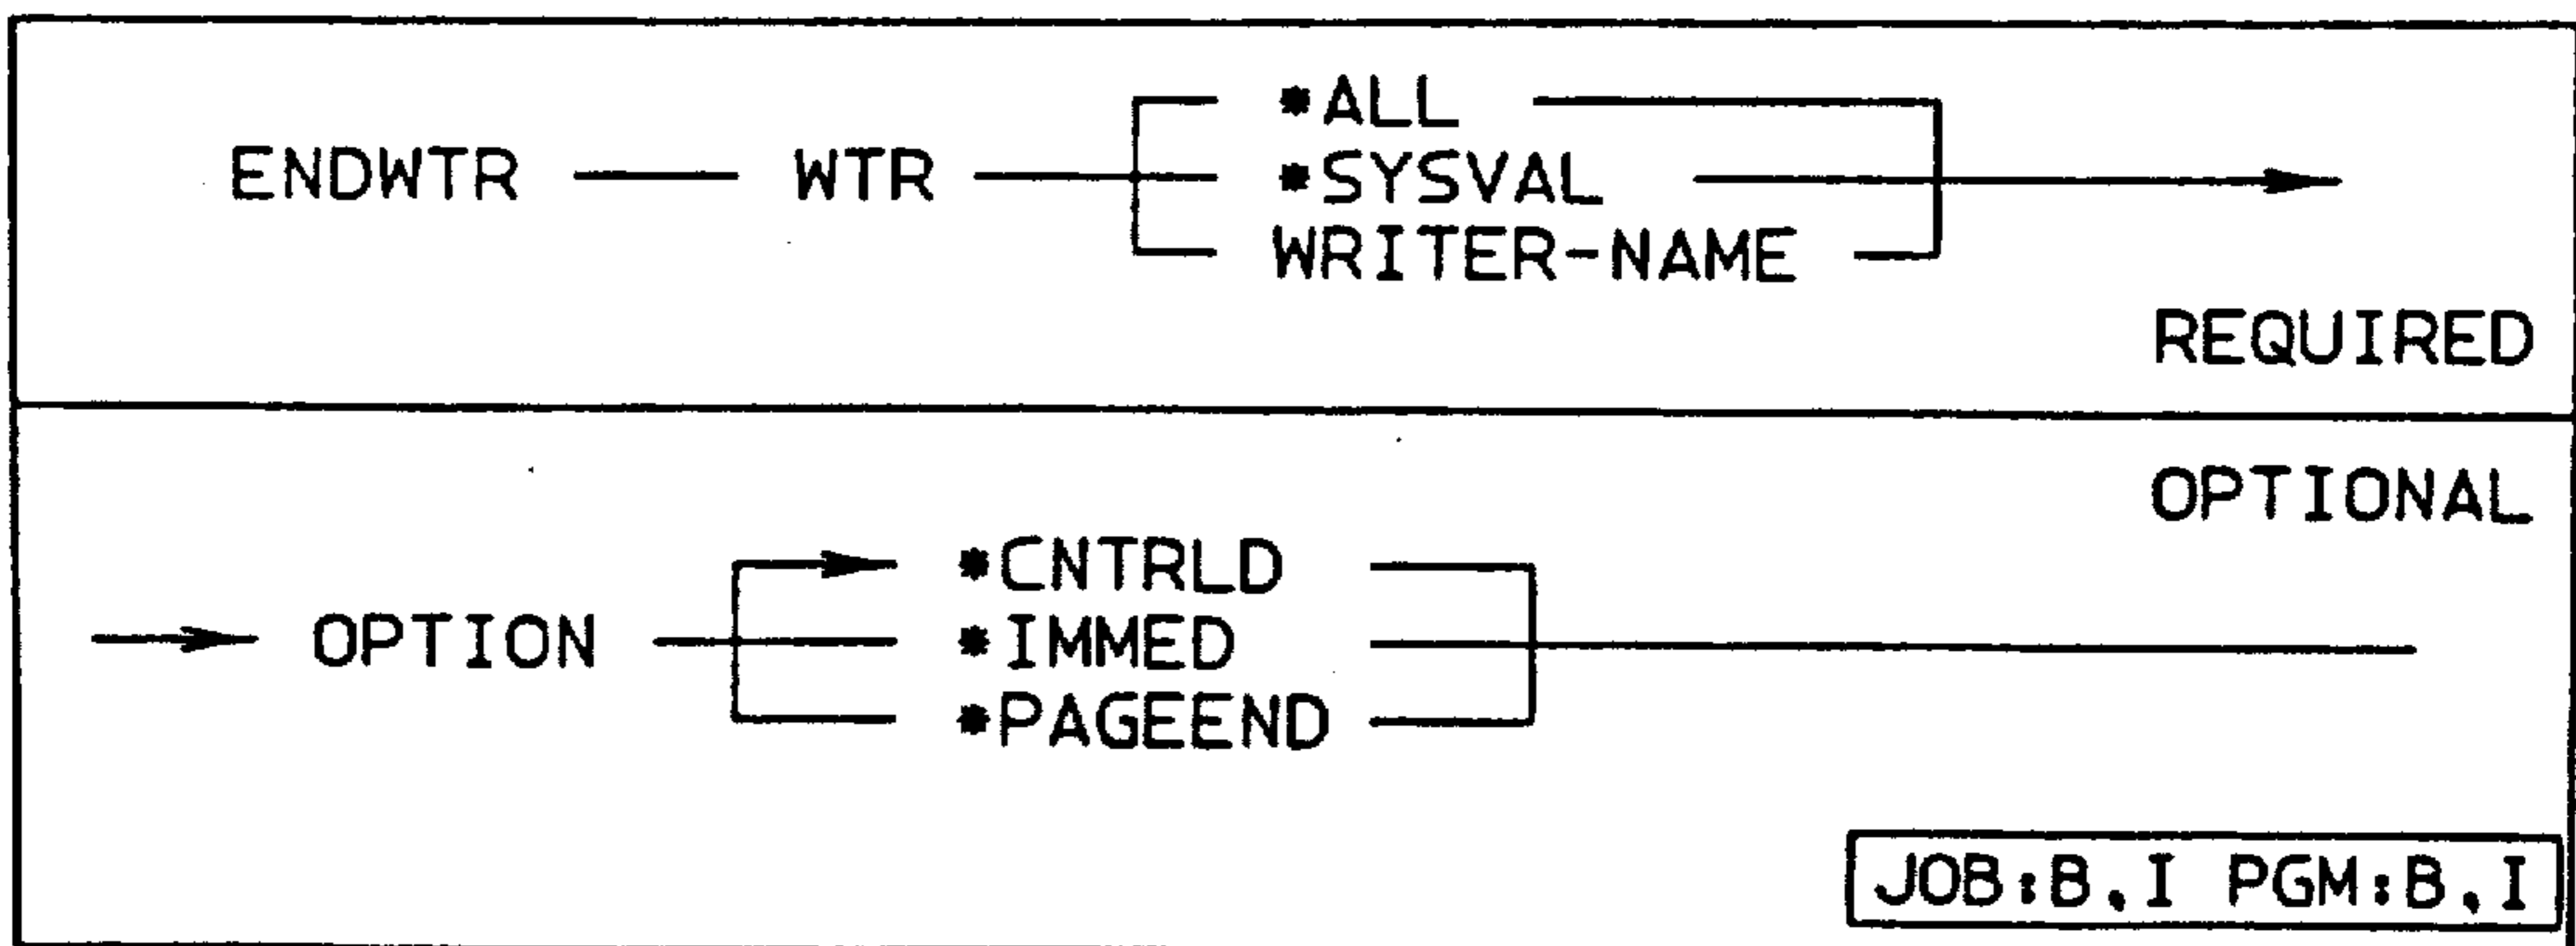 *ALL
ENDWTR WTR *SYSVAL
WRITER-NAME
REQUIRED
OPTIONAL
*CNTRLD
OPTION *IMMED
*PAGEEND
JOB:B,I PGM:B,I